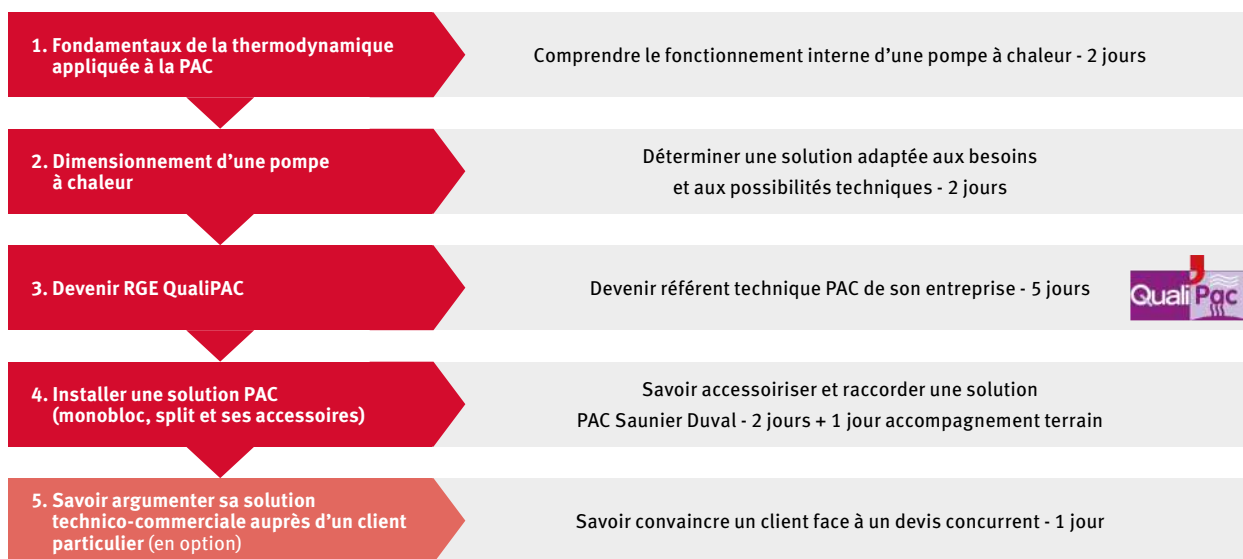 1. Fondamentaux de la thermodynamique
appliquée à la PAC
Comprendre le fonctionnement interne d’une pompe à chaleur - 2 jours
2. Dimensionnement d’une pompe
à chaleur
Déterminer une solution adaptée aux besoins
et aux possibilités techniques - 2 jours
3. Devenir RGE QualiPAC
Devenir référent technique PAC de son entreprise - 5 jours
Quali'Pac
4. Installer une solution PAC
(monobloc, split et ses accessoires)
Savoir accessoiriser et raccorder une solution
PAC Saunier Duval - 2 jours + 1 jour accompagnement terrain
5. Savoir argumenter sa solution
technico-commerciale auprès d’un client
particulier (en option)
Savoir convaincre un client face à un devis concurrent - 1 jour